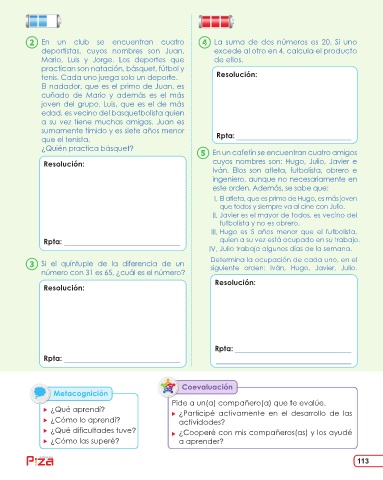 2 En un club se encuentran cuatro
deportistas, cuyos nombres son Juan,
Mario, Luis y Jorge. Los deportes que
practican son natación, básquet, fútbol y
tenis. Cada uno juega solo un deporte.
El nadador, que es el primo de Juan, es
cuñado de Mario y además es el más
joven del grupo. Luis, que es el de más
edad, es vecino del basquetbolista quien
a su vez tiene muchas amigas. Juan es
sumamente tímido y es siete años menor
que el tenista.
¿Quién practica básquet?
Resolución:
Rpta:
3 Si el quíntuple de la diferencia de un
número con 31 es 65, ¿cuál es el número?
Resolución:
Rpta:
4 La suma de dos números es 20. Si uno
excede al otro en 4, calcula el producto
de ellos.
Resolución:
Rpta:
5 En un cafetín se encuentran cuatro amigos
cuyos nombres son: Hugo, Julio, Javier e
Iván. Ellos son atleta, futbolista, obrero e
ingeniero, aunque no necesariamente en
este orden. Además, se sabe que:
I. El atleta, que es primo de Hugo, es más joven
que todos y siempre va al cine con Julio.
II. Javier es el mayor de todos, es vecino del
futbolista y no es obrero.
III. Hugo es 5 años menor que el futbolista,
quien a su vez está ocupado en su trabajo.
IV. Julio trabaja algunos días de la semana.
Determina la ocupación de cada uno, en el
siguiente orden: Iván, Hugo, Javier, Julio.
Resolución:
Rpta:
Metacognición
¿Qué aprendí?
¿Cómo lo aprendí?
¿Qué dificultades tuve?
¿Cómo las superé?
Coevaluación
Pide a un(a) compañero(a) que te evalúe.
¿Participé activamente en el desarrollo de las
actividades?
¿Cooperé con mis compañeros(as) y los ayudé
a aprender?
113